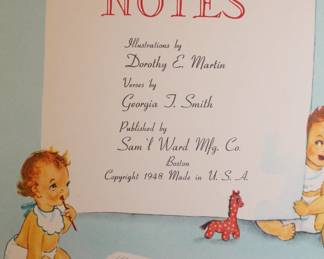 NOTES
Illustrations by
Dorothy E. Martin
Verses by
Georgia T. Smith
Published by
Sam'l Ward Mfg. Co.
Boston
Copyright 1948 Made in U. S. A.